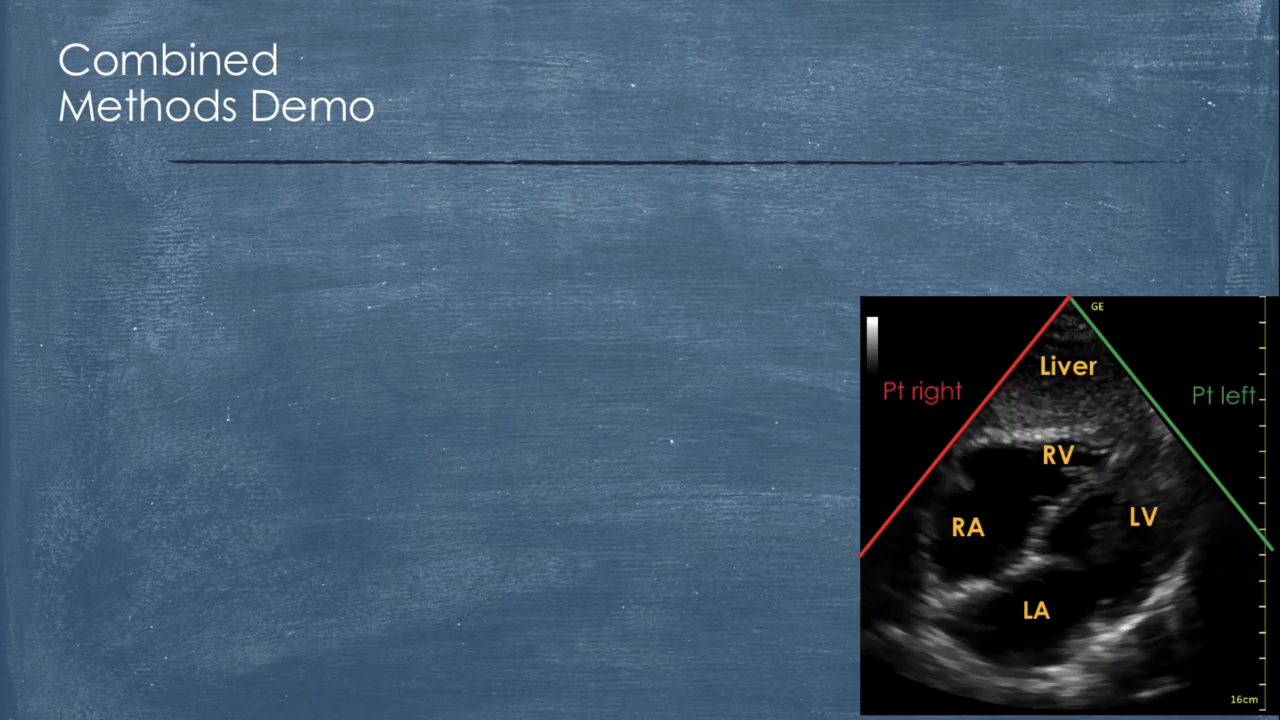 Combined
Methods Demo
GE
Liver
Pt right
Pt left
RV
LV
RA
LA
16cm